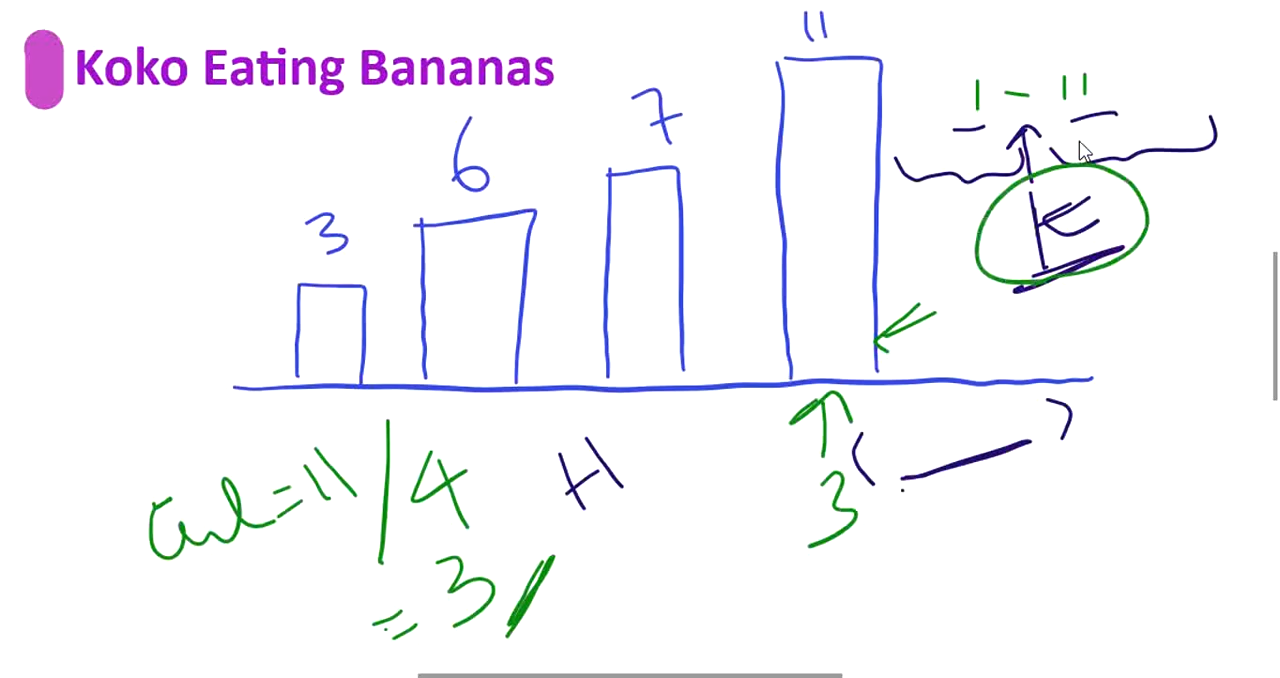 Koko Eating Bananas
11
1 - 11
7
6
3
K
Ceil = 11 / 4
H
3
= 3